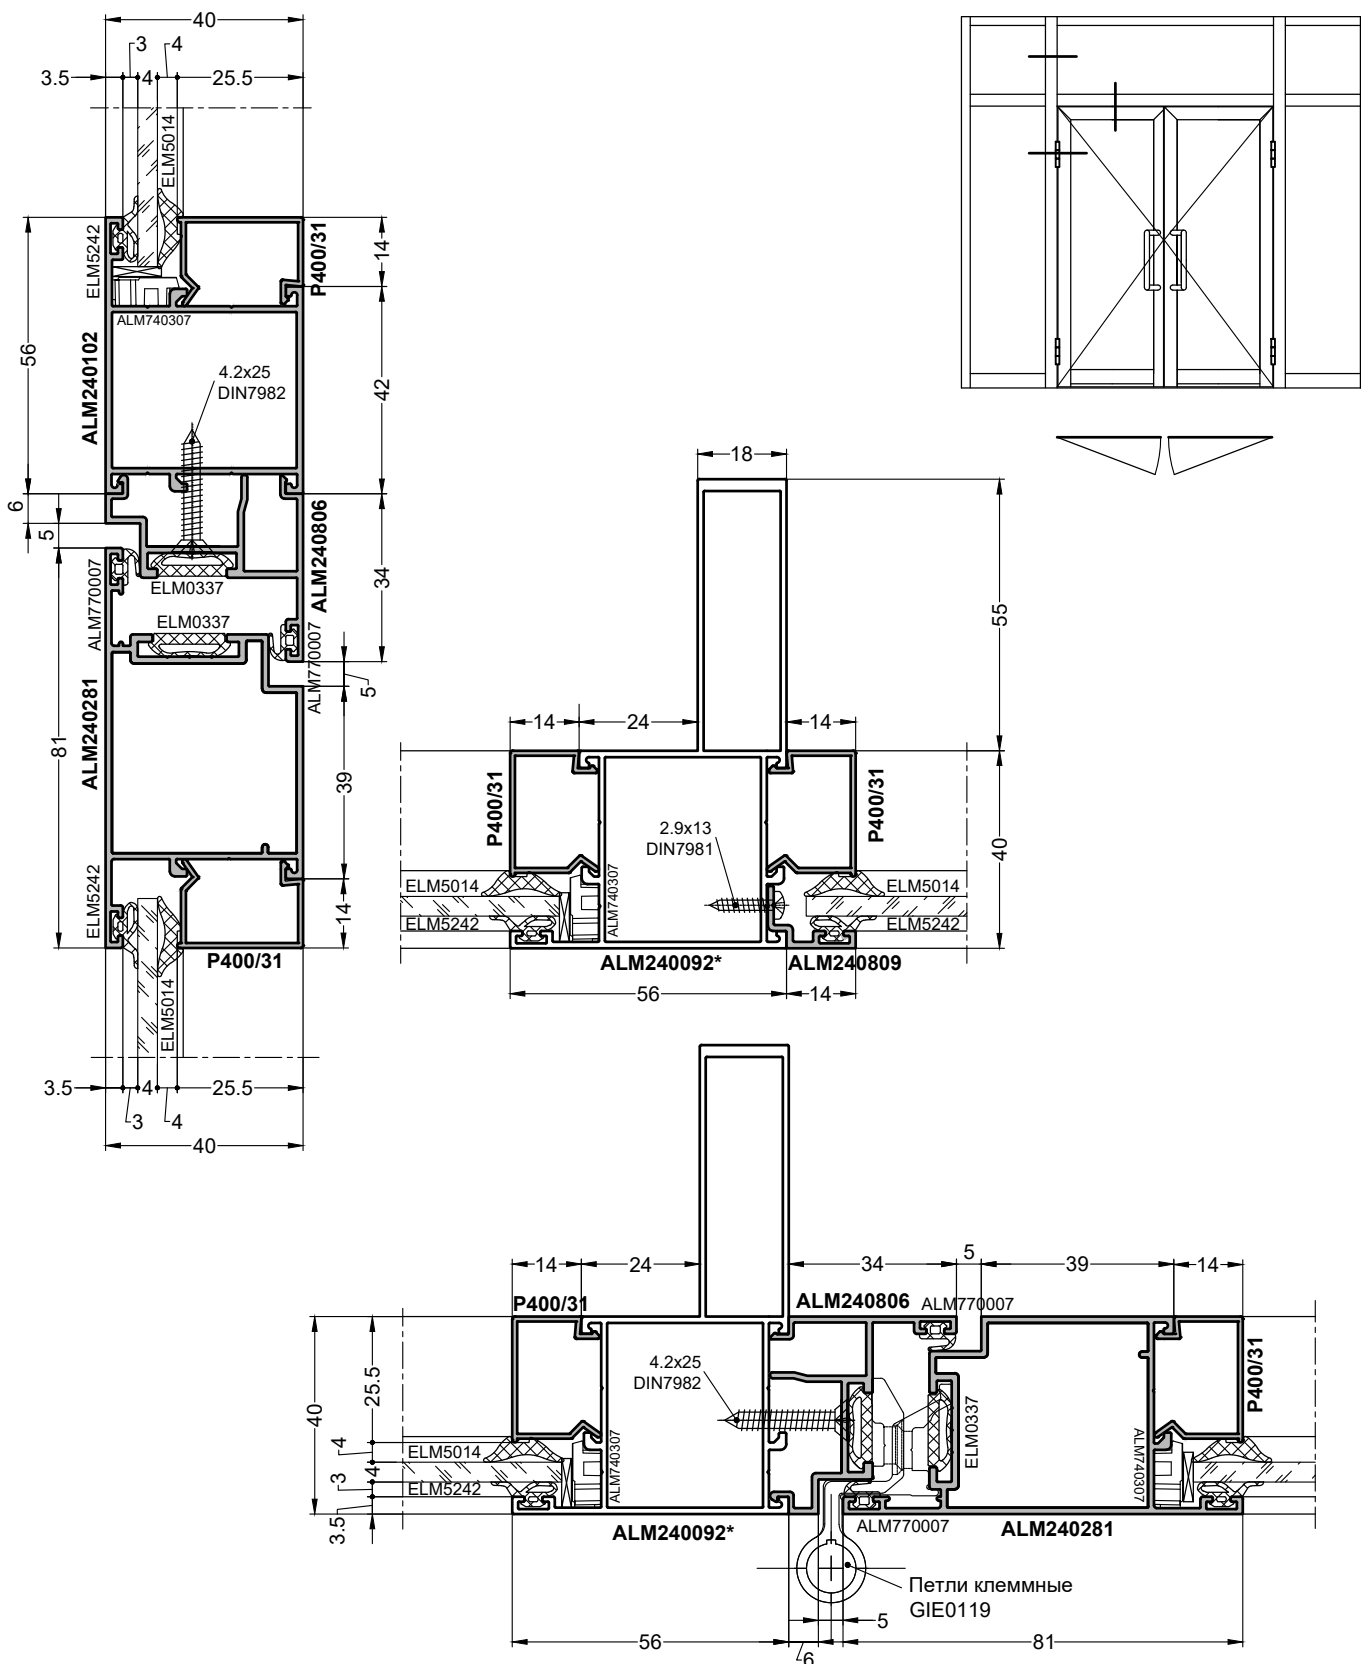 40
3
4
3.5
4
25.5
ELM5014
ELM5242
P400/31
14
ALM740307
56
ALM240102
4.2x25
DIN7982
42
6
5
ALM240806
34
ALM770007
ELM0337
ELM0337
ALM770007
5
ALM240281
81
39
ELM5242
14
P400/31
ELM5014
3.5
4
25.5
3
4
40
18
55
14
24
14
P400/31
P400/31
2.9x13
DIN7981
40
ELM5014
ALM740307
ELM5014
ELM5242
ELM5242
ALM240092*
ALM240809
56
14
14
24
34
5
39
14
P400/31
ALM240806
ALM770007
4.2x25
DIN7982
P400/31
40
25.5
4
3
4
3.5
ELM5014
ELM5242
ALM740307
ELM0337
ALM740307
ALM240092*
ALM770007
ALM240281
Петли клеммные
GIE0119
5
56
6
81